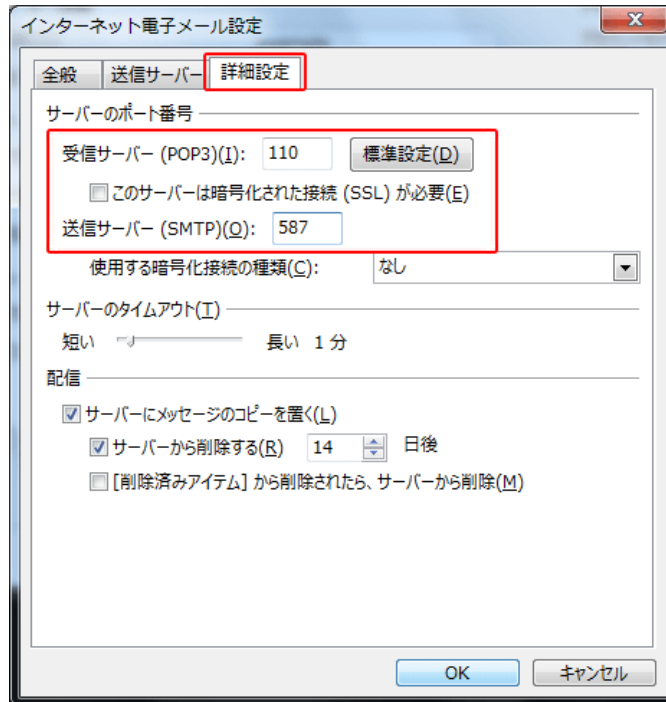 インターネット電子メール設定
全般 送信サーバー 詳細設定
サーバーのポート番号
受信サーバー (POP3)(I): 110 標準設定(D)
このサーバーは暗号化された接続 (SSL) が必要(E)
送信サーバー (SMTP)(O): 587
使用する暗号化接続の種類(C): なし
サーバーのタイムアウト(T)
短い 長い 1 分
配信
サーバーにメッセージのコピーを置く(L)
サーバーから削除する(R) 14 日後
[削除済みアイテム] から削除されたら、サーバーから削除(M)
OK キャンセル